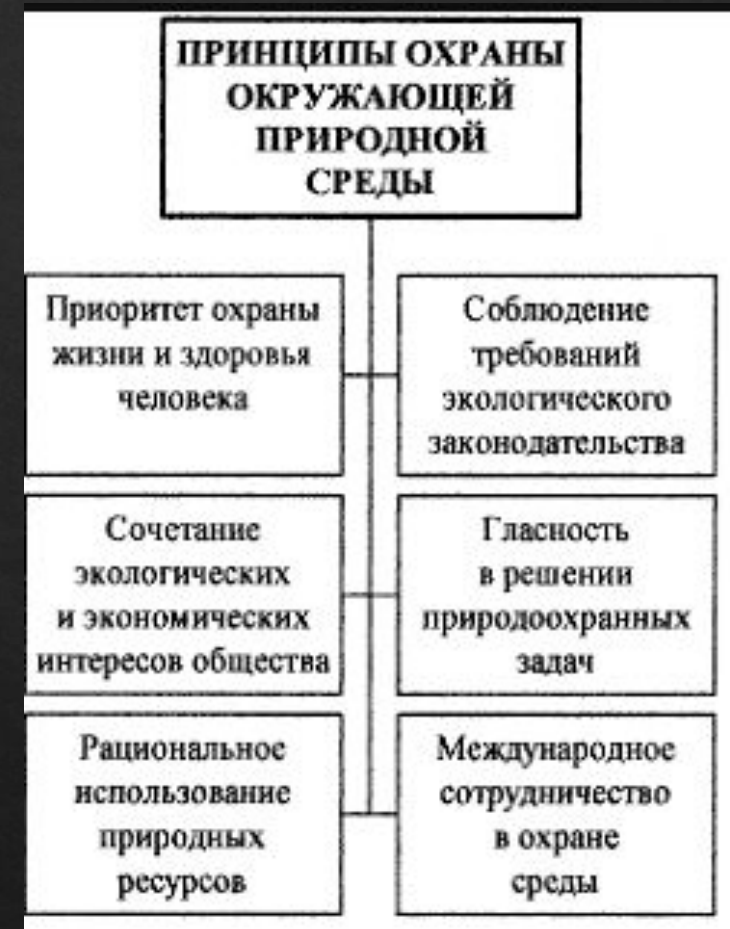 ПРИНЦИПЫ ОХРАНЫ
ОКРУЖАЮЩЕЙ
ПРИРОДНОЙ
СРЕДЫ
Приоритет охраны
жизни и здоровья
человека
Соблюдение
требований
экологического
законодательства
Сочетание
экологических
и экономических
интересов общества
Гласность
в решении
природоохранных
задач
Рациональное
использование
природных
ресурсов
Международное
сотрудничество
в охране
среды